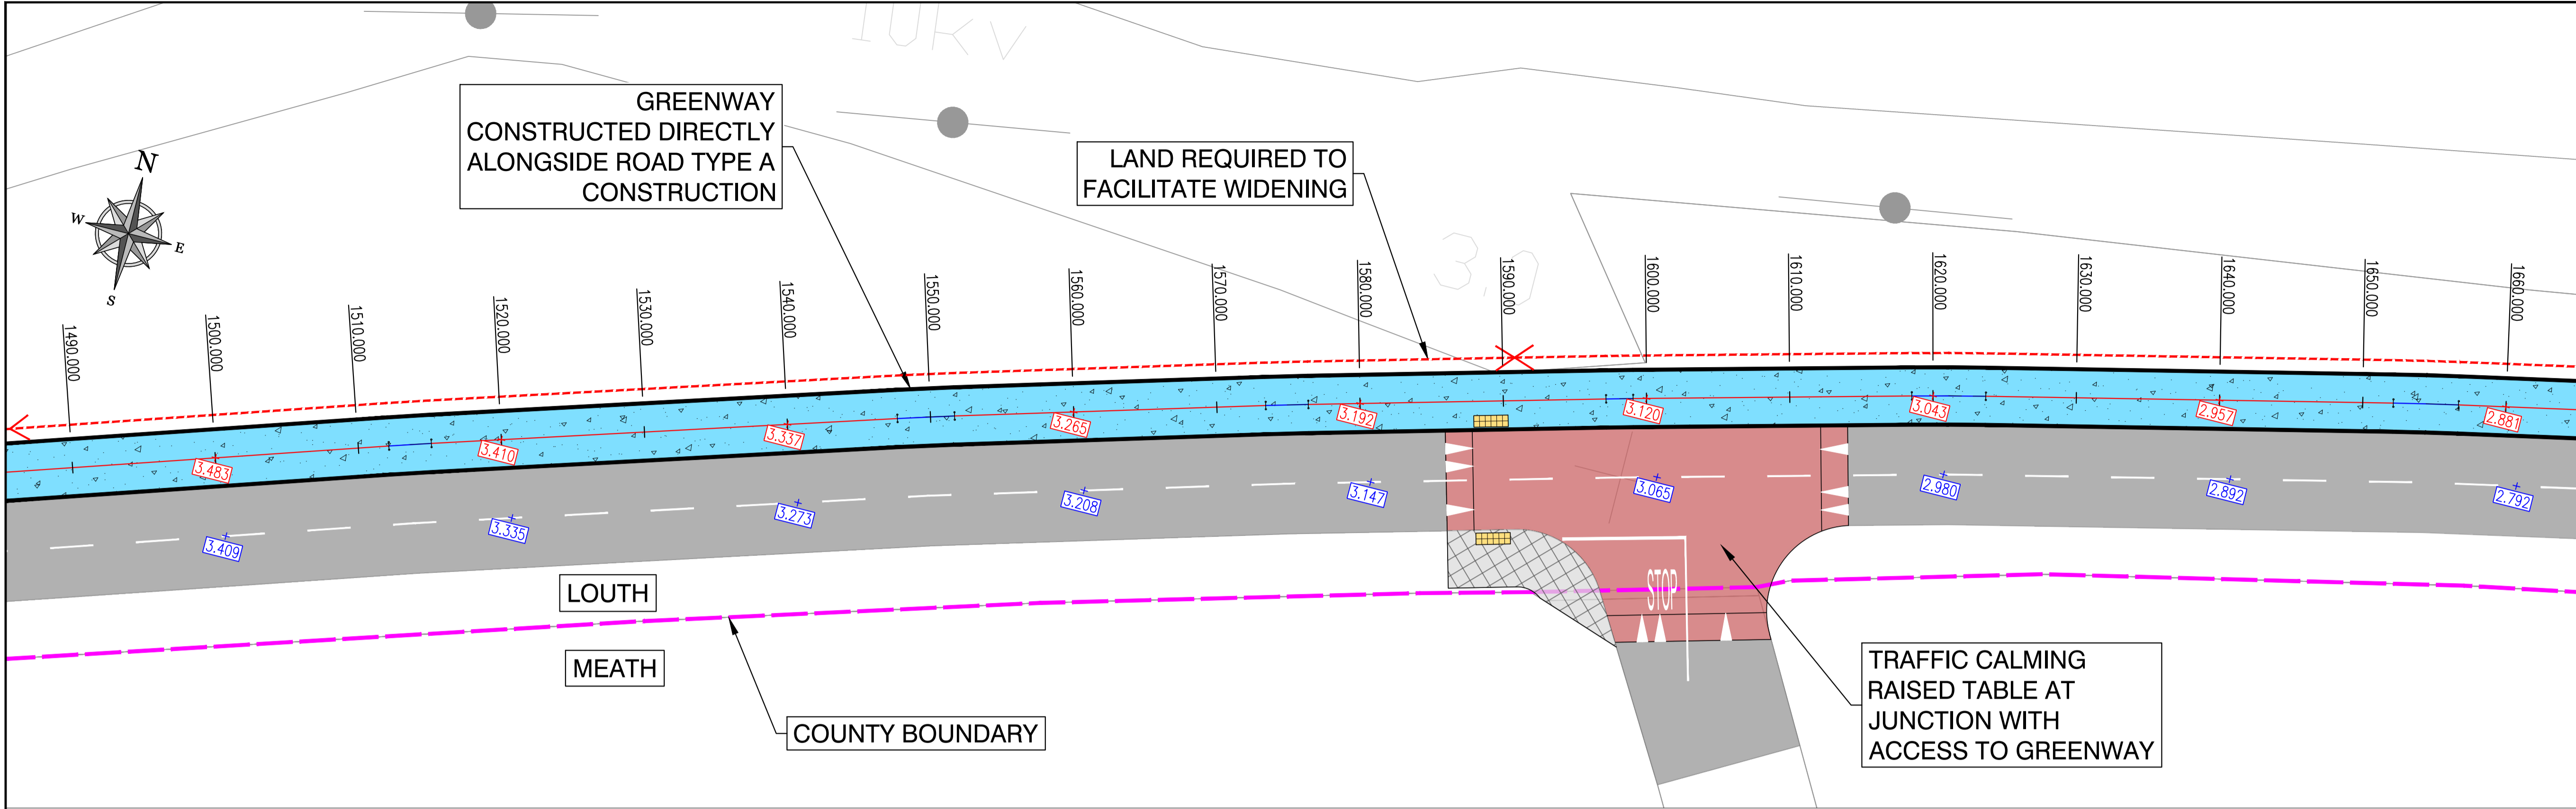 10kv
GREENWAY
CONSTRUCTED DIRECTLY
ALONGSIDE ROAD TYPE A
CONSTRUCTION
LAND REQUIRED TO
FACILITATE WIDENING
N
W
E
S
1490.000
1500.000
1510.000
1520.000
1530.000
1540.000
1550.000
1560.000
1570.000
1580.000
1590.000
1600.000
1610.000
1620.000
1630.000
1640.000
1650.000
1660.000
3.483
3.410
3.337
3.265
3.192
3.120
3.043
2.957
2.881
3.409
3.335
3.273
3.208
3.147
3.065
2.980
2.892
2.792
STOP
LOUTH
MEATH
COUNTY BOUNDARY
TRAFFIC CALMING
RAISED TABLE AT
JUNCTION WITH
ACCESS TO GREENWAY